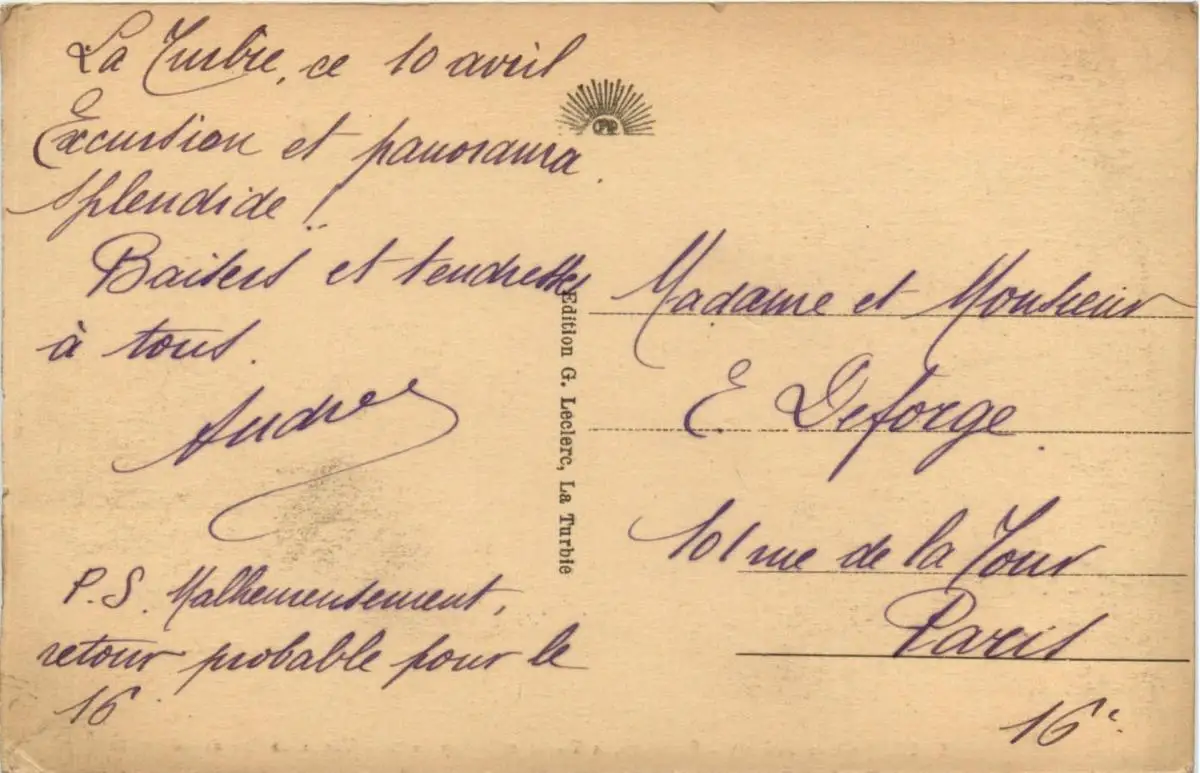 La Turbie, ce 10 avril
Excursion et panorama
splendide !
Baisers et tendresses
à tous.
André
P.S. Malheureusement,
retour probable pour le
16
Edition G. Leclerc, La Turbie
Madame et Monsieur
E. Deforge
101 rue de la Tour
Paris
16e